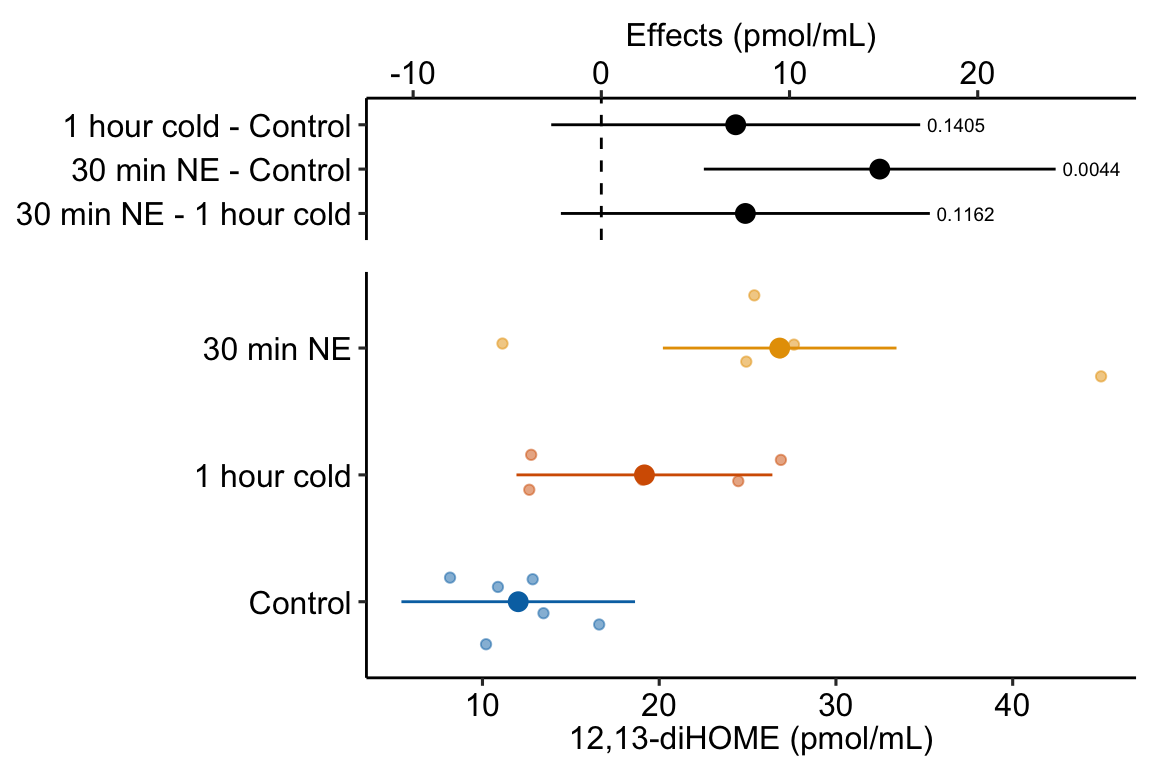 Effects (pmol/mL)
-10 0 10 20
1 hour cold - Control 0.1405
30 min NE - Control 0.0044
30 min NE - 1 hour cold 0.1162
30 min NE
1 hour cold
Control
10 20 30 40
12,13-diHOME (pmol/mL)